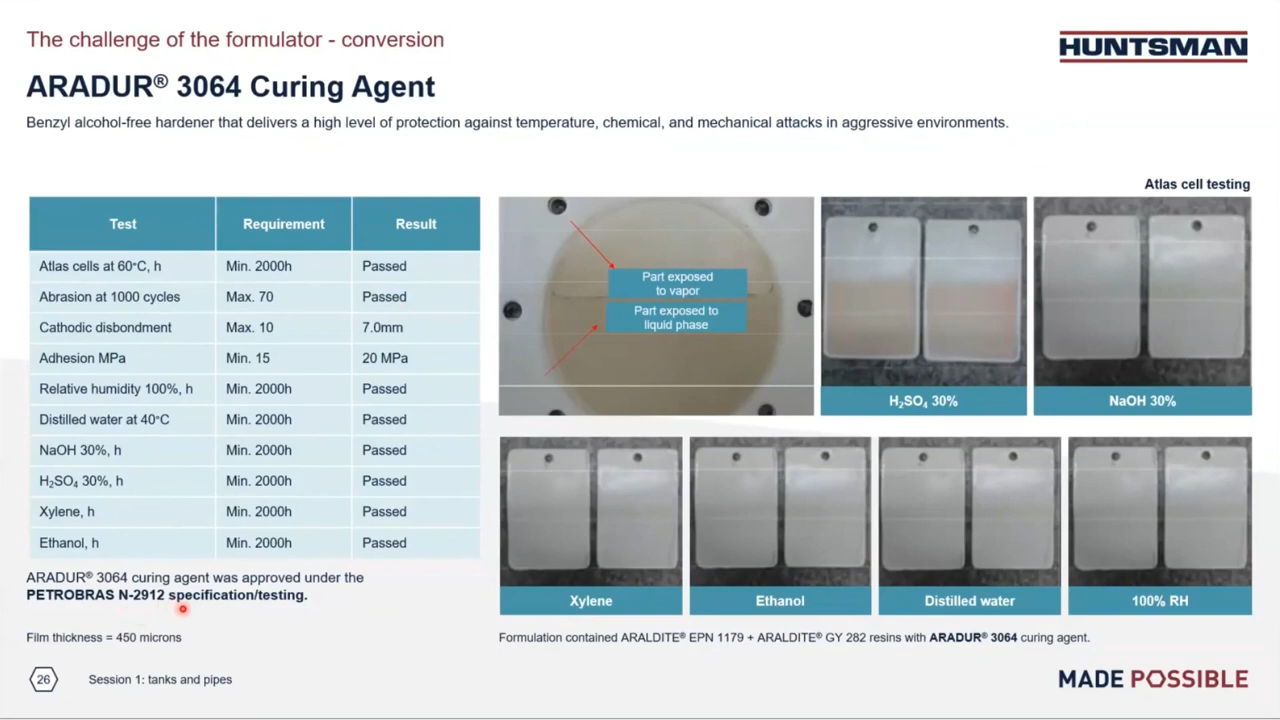 The challenge of the formulator - conversion
HUNTSMAN
ARADUR® 3064 Curing Agent
Benzyl alcohol-free hardener that delivers a high level of protection against temperature, chemical, and mechanical attacks in aggressive environments.
Atlas cell testing
Test Requirement Result
Atlas cells at 60°C, h Min. 2000h Passed
Abrasion at 1000 cycles Max. 70 Passed
Cathodic disbondment Max. 10 7.0mm
Adhesion MPa Min. 15 20 MPa
Relative humidity 100%, h Min. 2000h Passed
Distilled water at 40°C Min. 2000h Passed
NaOH 30%, h Min. 2000h Passed
H₂SO₄ 30%, h Min. 2000h Passed
Xylene, h Min. 2000h Passed
Ethanol, h Min. 2000h Passed
ARADUR® 3064 curing agent was approved under the
PETROBRAS N-2912 specification/testing.
Film thickness = 450 microns
Part exposed
to vapor
Part exposed to
liquid phase
H₂SO₄ 30%
NaOH 30%
Xylene
Ethanol
Distilled water
100% RH
Formulation contained ARALDITE® EPN 1179 + ARALDITE® GY 282 resins with ARADUR® 3064 curing agent.
26
Session 1: tanks and pipes
MADE POSSIBLE